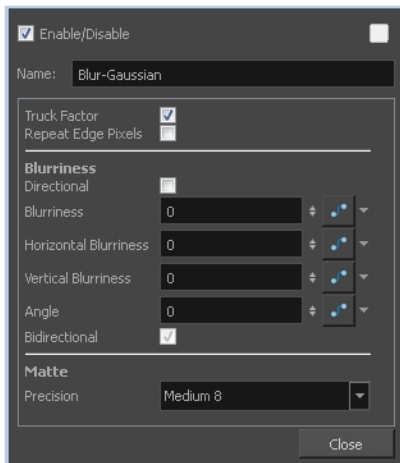 Enable/Disable
Name: Blur-Gaussian
Truck Factor
Repeat Edge Pixels
Blurriness
Directional
Blurriness 0
Horizontal Blurriness 0
Vertical Blurriness 0
Angle 0
Bidirectional
Matte
Precision Medium 8
Close